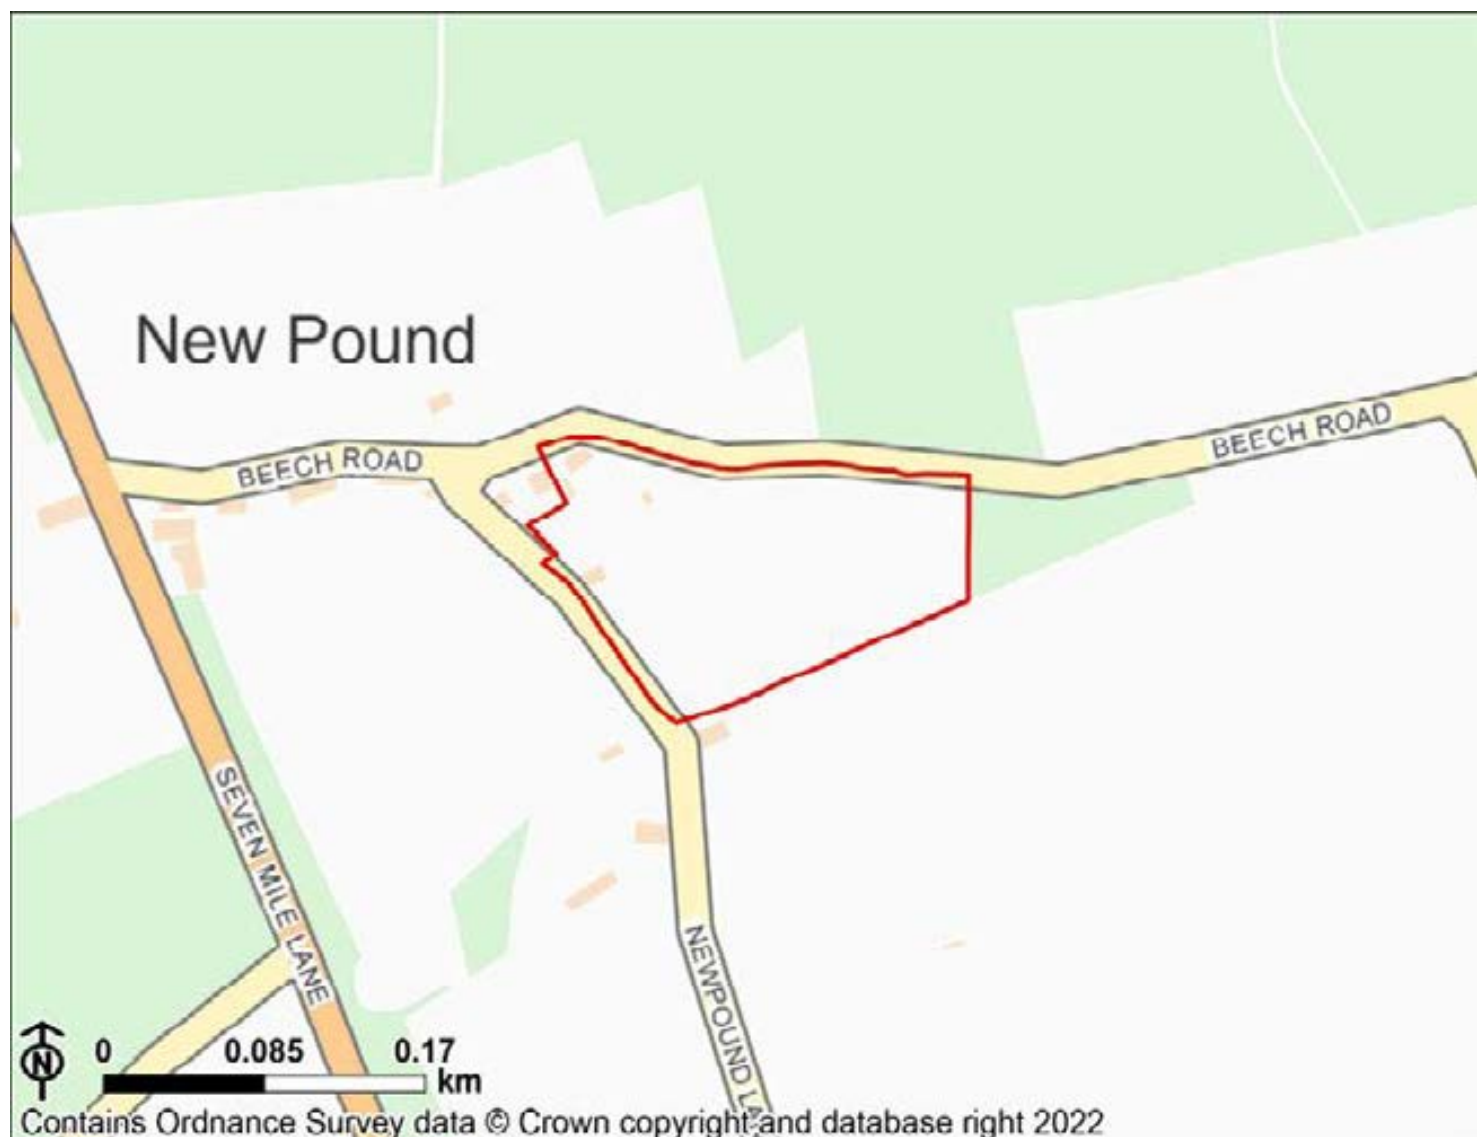 New Pound
BEECH ROAD
BEECH ROAD
SEVEN MILE LANE
NEWPOUND LA
N
0 0.085 0.17
km
Contains Ordnance Survey data © Crown copyright and database right 2022